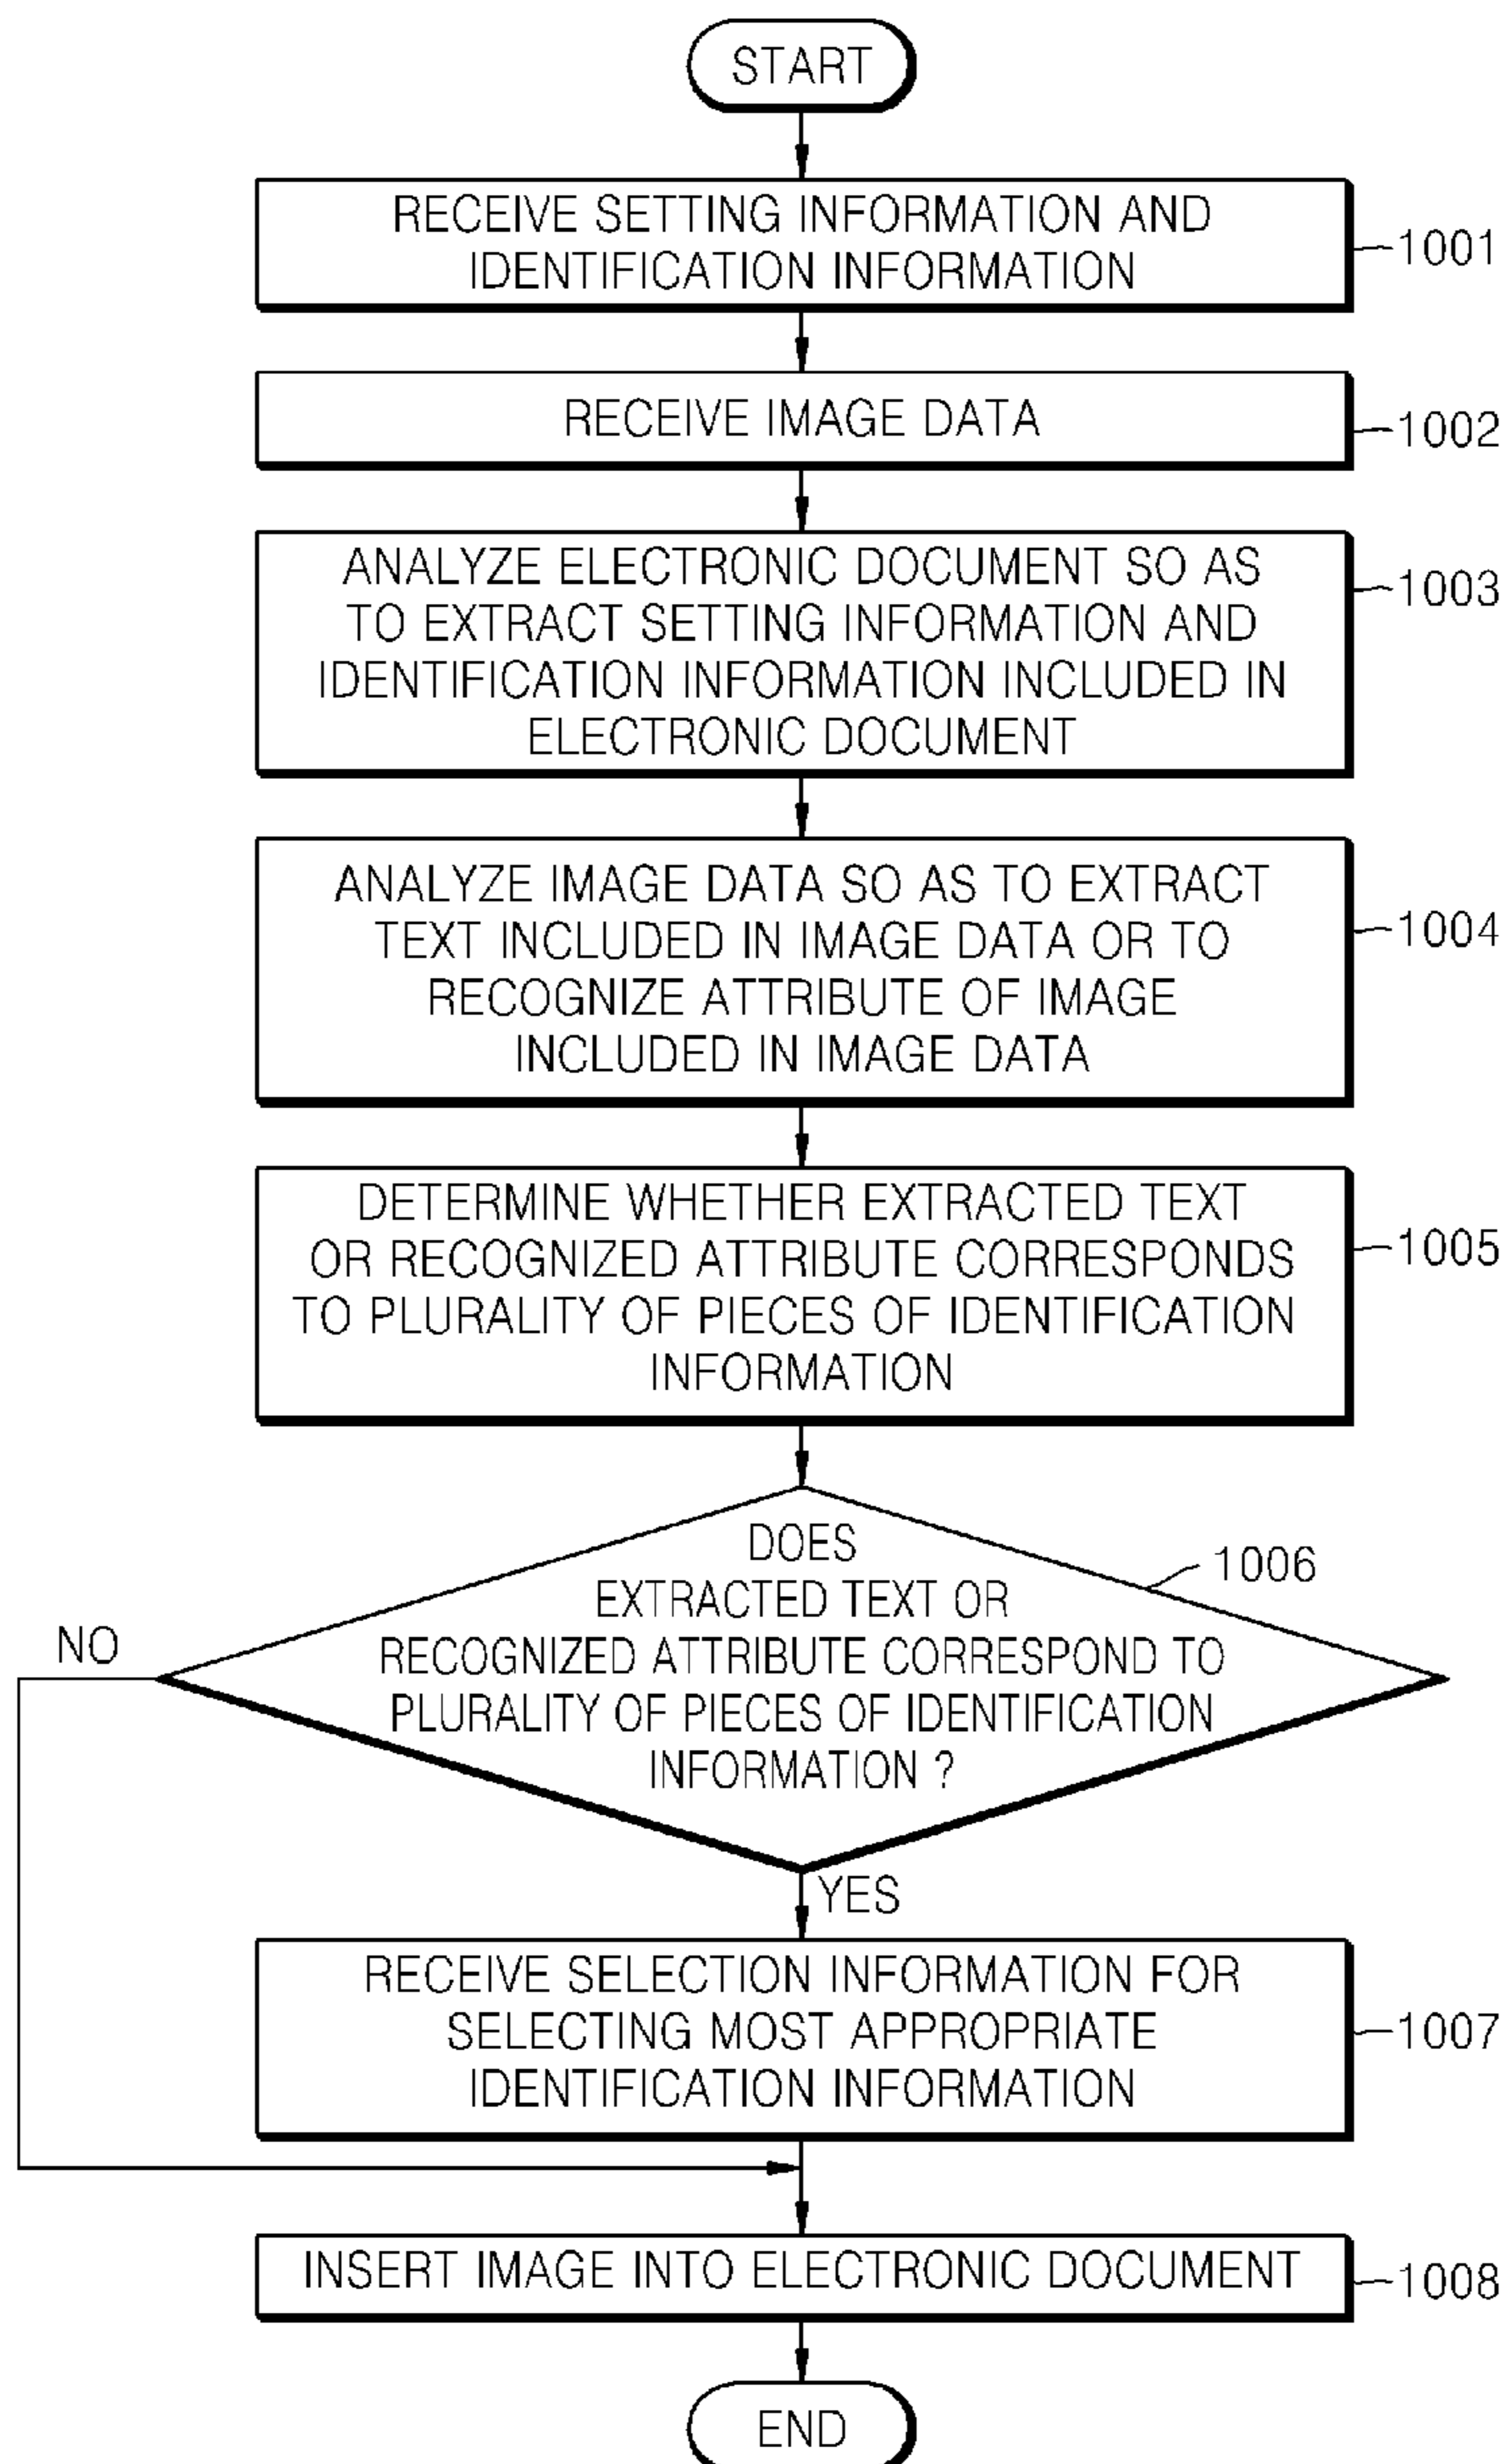 START
RECEIVE SETTING INFORMATION AND
IDENTIFICATION INFORMATION
1001
RECEIVE IMAGE DATA
1002
ANALYZE ELECTRONIC DOCUMENT SO AS
TO EXTRACT SETTING INFORMATION AND
IDENTIFICATION INFORMATION INCLUDED IN
ELECTRONIC DOCUMENT
1003
ANALYZE IMAGE DATA SO AS TO EXTRACT
TEXT INCLUDED IN IMAGE DATA OR TO
RECOGNIZE ATTRIBUTE OF IMAGE
INCLUDED IN IMAGE DATA
1004
DETERMINE WHETHER EXTRACTED TEXT
OR RECOGNIZED ATTRIBUTE CORRESPONDS
TO PLURALITY OF PIECES OF IDENTIFICATION
INFORMATION
1005
DOES
EXTRACTED TEXT OR
RECOGNIZED ATTRIBUTE CORRESPOND TO
PLURALITY OF PIECES OF IDENTIFICATION
INFORMATION ?
1006
NO
YES
RECEIVE SELECTION INFORMATION FOR
SELECTING MOST APPROPRIATE
IDENTIFICATION INFORMATION
1007
INSERT IMAGE INTO ELECTRONIC DOCUMENT
1008
END